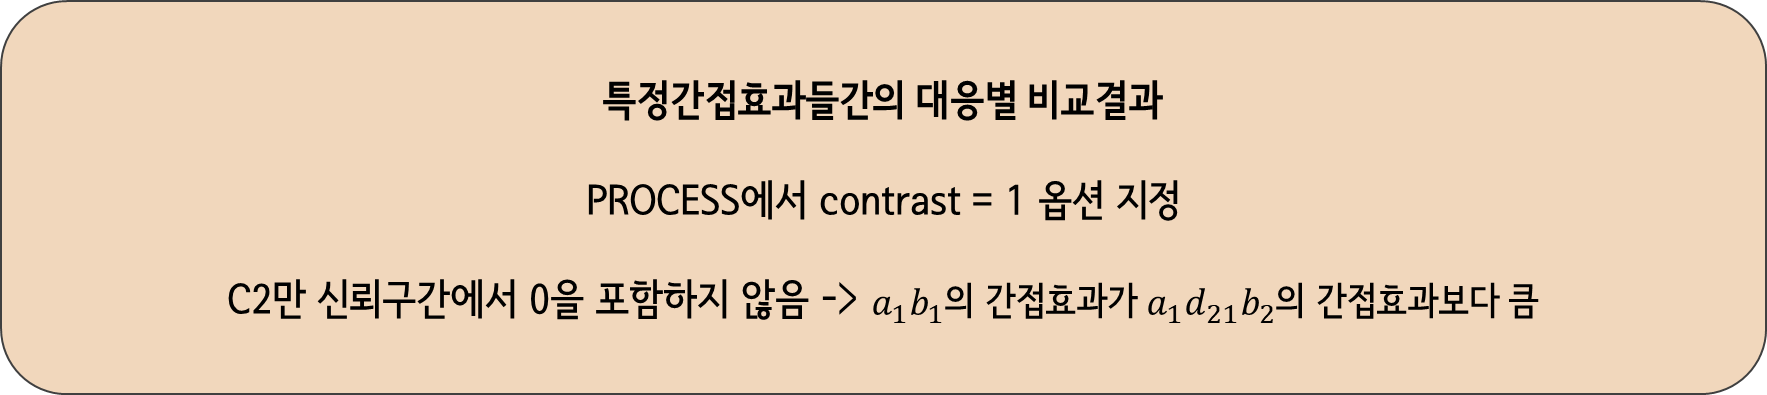 특정간접효과들간의 대응별 비교결과
PROCESS에서 contrast = 1 옵션 지정
C2만 신뢰구간에서 0을 포함하지 않음 -> a₁b₁의 간접효과가 a₁d₂₁b₂의 간접효과보다 큼